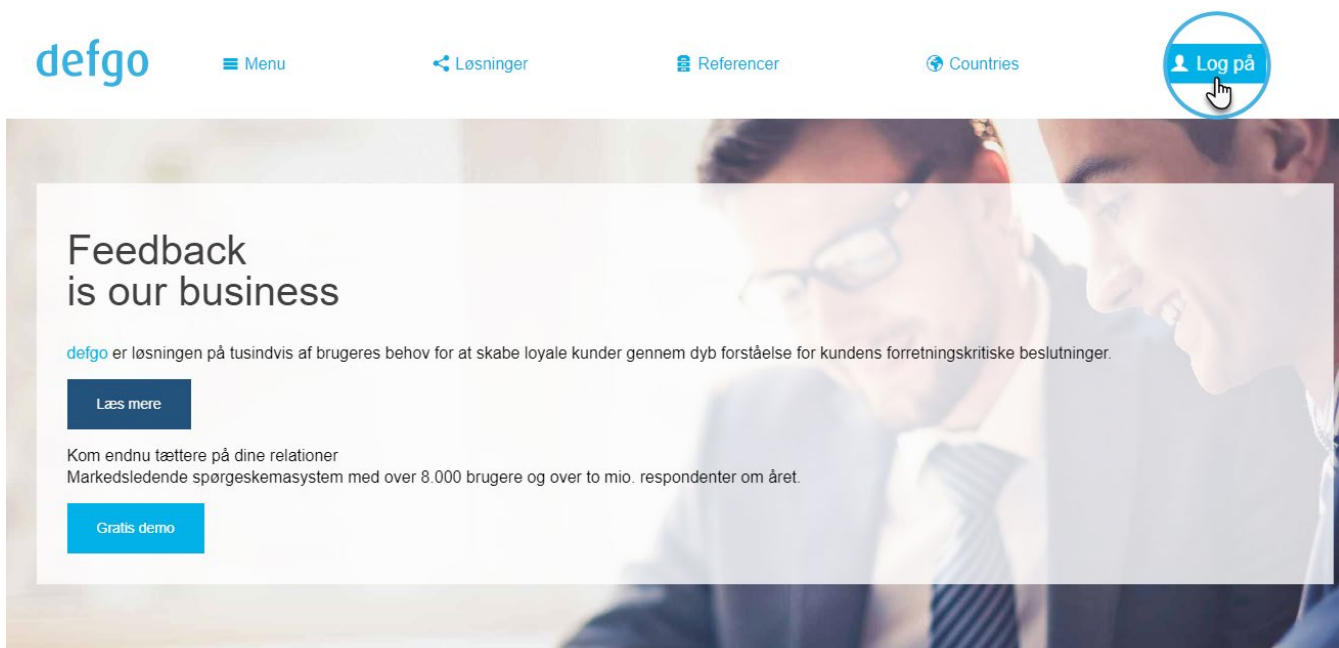 defgo
Menu
Løsninger
Referencer
Countries
Log på
Feedback
is our business
defgo er løsningen på tusindvis af brugeres behov for at skabe loyale kunder gennem dyb forståelse for kundens forretningskritiske beslutninger.
Læs mere
Kom endnu tættere på dine relationer
Markedsledende spørgeskemasystem med over 8.000 brugere og over to mio. respondenter om året.
Gratis demo